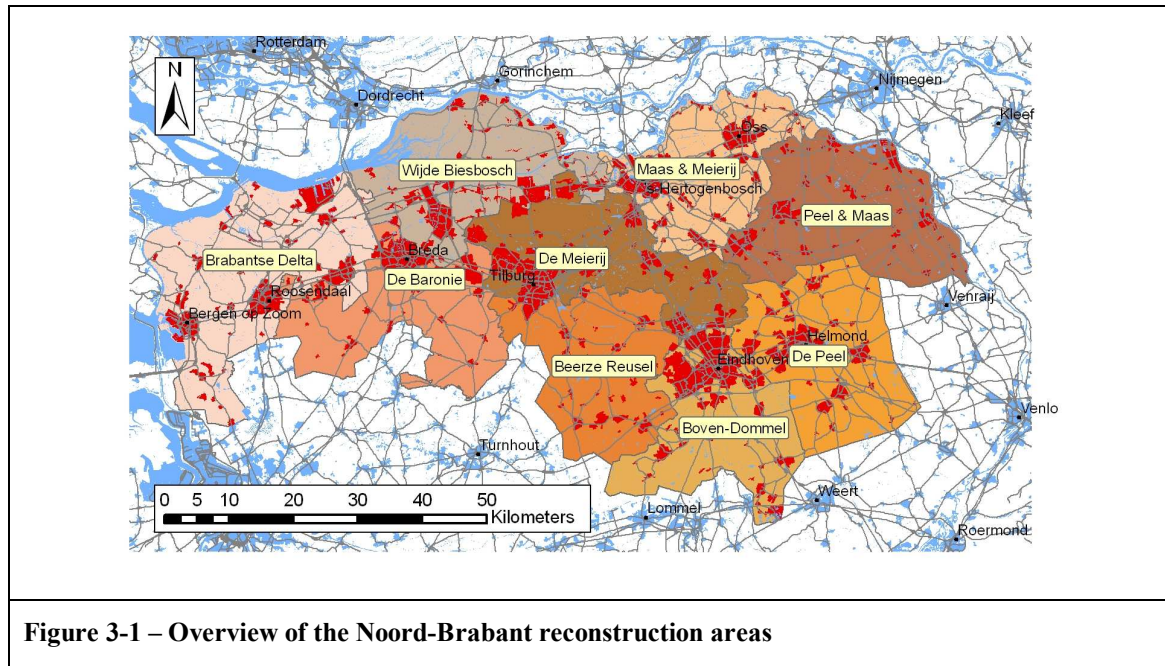 Rotterdam
Gorinchem
N
Dordrecht
Nijmegen
Kleef
Oss
Wijde Biesbosch
Maas & Meierij
's-Hertogenbosch
Peel & Maas
Breda
Brabantse Delta
De Baronie
De Meierij
Tilburg
Roosendaal
Bergen op Zoom
Venraij
Helmond
De Peel
Eindhoven
Beerze Reusel
Venlo
Boven-Dommel
Turnhout
Weert
Lommel
Roermond
0 5 10 20 30 40 50
Kilometers
Figure 3-1 – Overview of the Noord-Brabant reconstruction areas